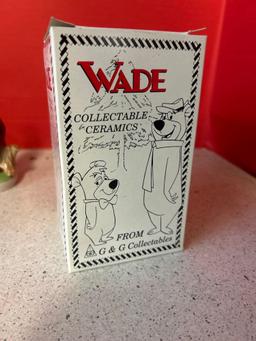 WADE
COLLECTABLE
CERAMICS
FROM
G & G Collectables